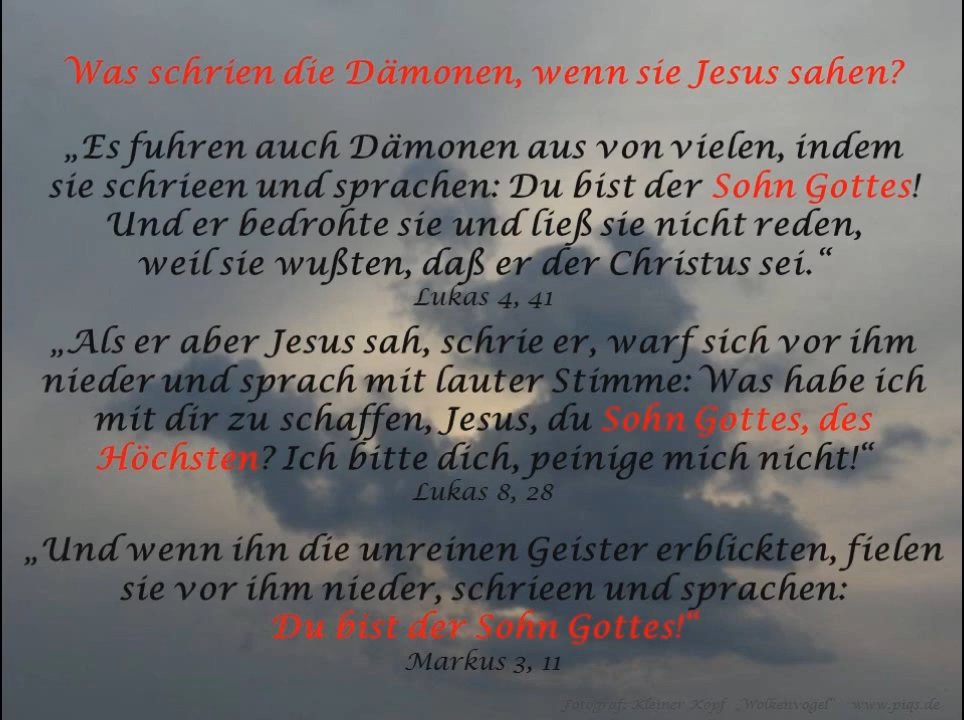 Was schrien die Dämonen, wenn sie Jesus sahen?
„Es fuhren auch Dämonen aus von vielen, indem
sie schrieen und sprachen: Du bist der Sohn Gottes!
Und er bedrohte sie und ließ sie nicht reden,
weil sie wußten, daß er der Christus sei.“
Lukas 4, 41
„Als er aber Jesus sah, schrie er, warf sich vor ihm
nieder und sprach mit lauter Stimme: Was habe ich
mit dir zu schaffen, Jesus, du Sohn Gottes, des
Höchsten? Ich bitte dich, peinige mich nicht!“
Lukas 8, 28
„Und wenn ihn die unreinen Geister erblickten, fielen
sie vor ihm nieder, schrieen und sprachen:
Du bist der Sohn Gottes!“
Markus 3, 11
Fotograf: Kleiner Kopf „Wolkenvogel“ www.piqs.de